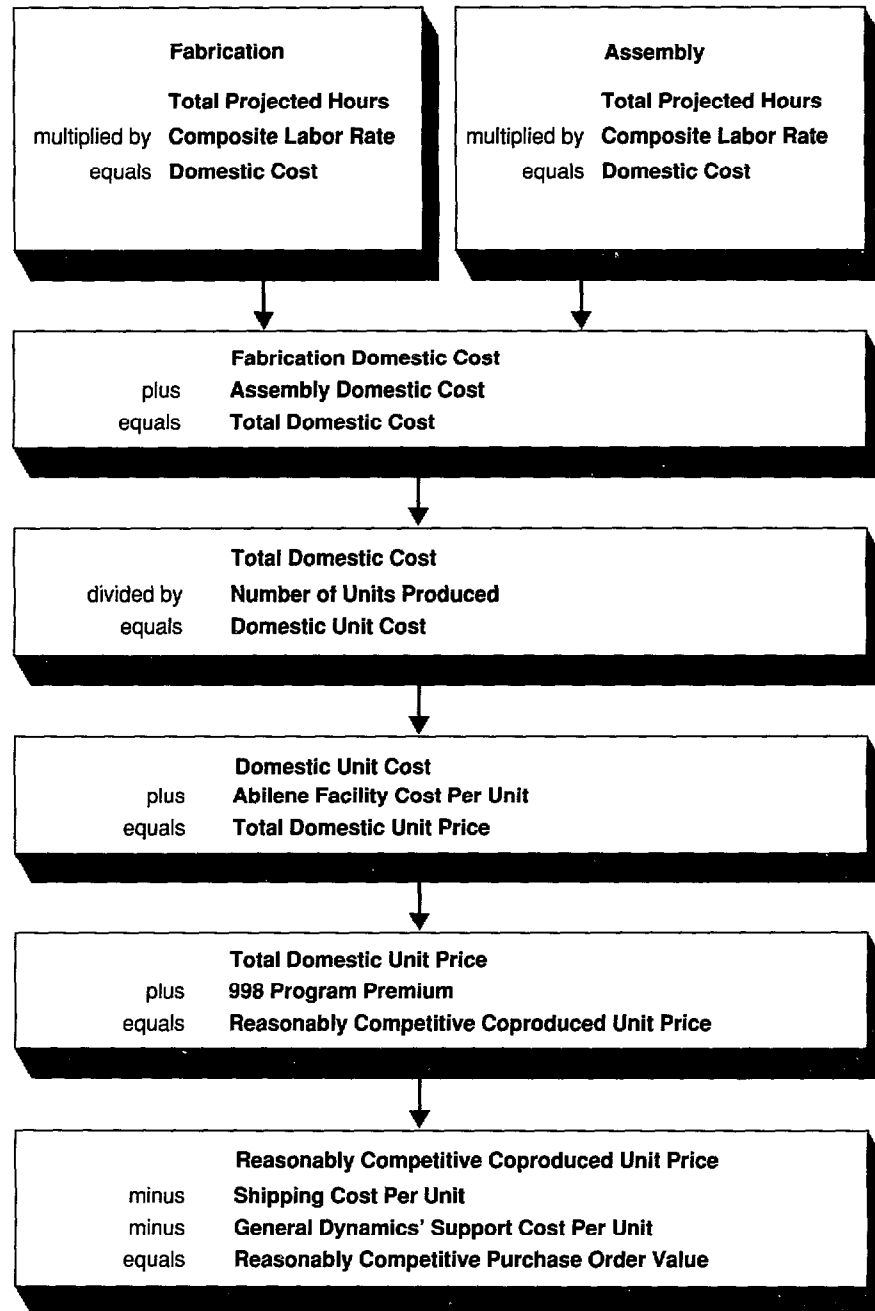 Fabrication
Total Projected Hours
multiplied by Composite Labor Rate
equals Domestic Cost
Assembly
Total Projected Hours
multiplied by Composite Labor Rate
equals Domestic Cost
Fabrication Domestic Cost
plus Assembly Domestic Cost
equals Total Domestic Cost
Total Domestic Cost
divided by Number of Units Produced
equals Domestic Unit Cost
Domestic Unit Cost
plus Abilene Facility Cost Per Unit
equals Total Domestic Unit Price
Total Domestic Unit Price
plus 998 Program Premium
equals Reasonably Competitive Coproduced Unit Price
Reasonably Competitive Coproduced Unit Price
minus Shipping Cost Per Unit
minus General Dynamics' Support Cost Per Unit
equals Reasonably Competitive Purchase Order Value